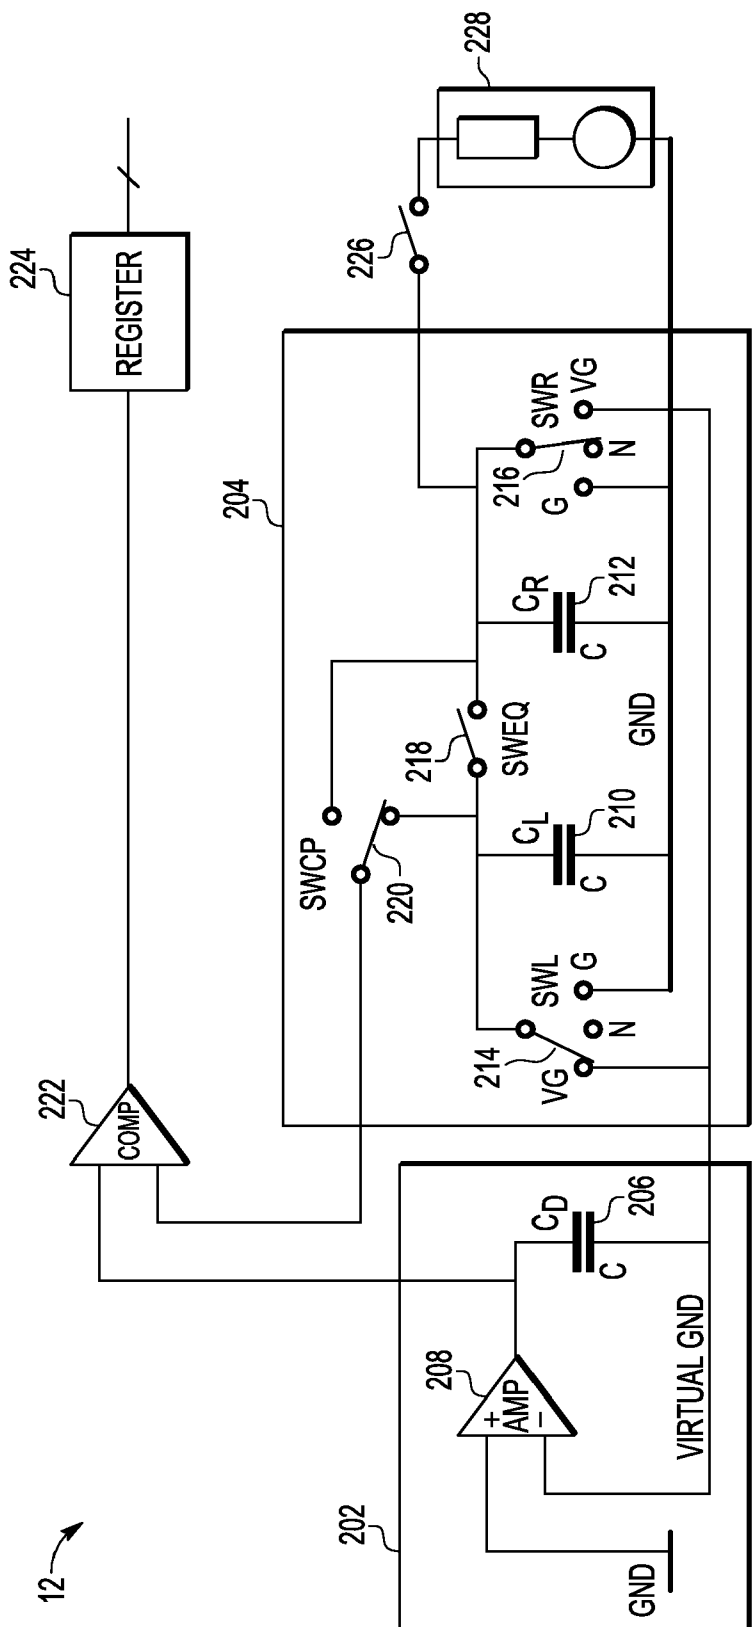 12
202
GND
208
+
AMP
−
VIRTUAL GND
C_D
C
206
222
COMP
224
REGISTER
204
SWCP
220
214
SWL
VG
N
G
C_L
C
210
218
SWEQ
GND
C_R
C
212
216
SWR
G
N
VG
226
228